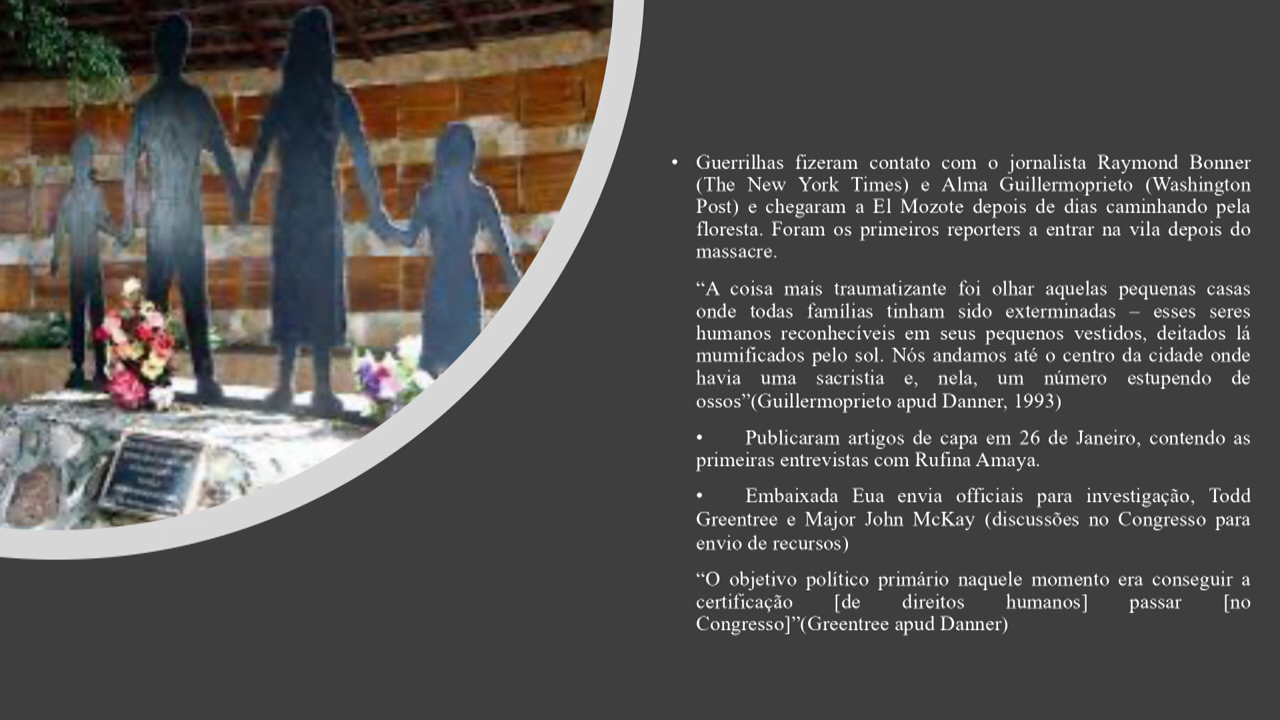 • Guerrilhas fizeram contato com o jornalista Raymond Bonner
(The New York Times) e Alma Guillermoprieto (Washington
Post) e chegaram a El Mozote depois de dias caminhando pela
floresta. Foram os primeiros reporters a entrar na vila depois do
massacre.
“A coisa mais traumatizante foi olhar aquelas pequenas casas
onde todas famílias tinham sido exterminadas – esses seres
humanos reconhecíveis em seus pequenos vestidos, deitados lá
mumificados pelo sol. Nós andamos até o centro da cidade onde
havia uma sacristia e, nela, um número estupendo de
ossos”(Guillermoprieto apud Danner, 1993)
• Publicaram artigos de capa em 26 de Janeiro, contendo as
primeiras entrevistas com Rufina Amaya.
• Embaixada Eua envia officiais para investigação, Todd
Greentree e Major John McKay (discussões no Congresso para
envio de recursos)
“O objetivo político primário naquele momento era conseguir a
certificação [de direitos humanos] passar [no
Congresso]”(Greentree apud Danner)